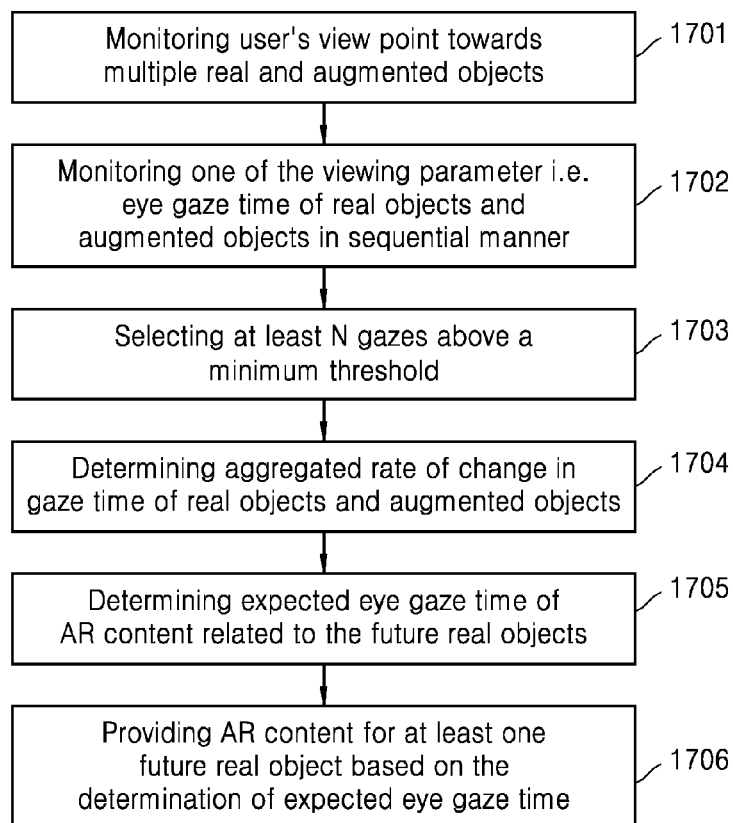 Monitoring user's view point towards
multiple real and augmented objects
1701
Monitoring one of the viewing parameter i.e.
eye gaze time of real objects and
augmented objects in sequential manner
1702
Selecting at least N gazes above a
minimum threshold
1703
Determining aggregated rate of change in
gaze time of real objects and augmented objects
1704
Determining expected eye gaze time of
AR content related to the future real objects
1705
Providing AR content for at least one
future real object based on the
determination of expected eye gaze time
1706